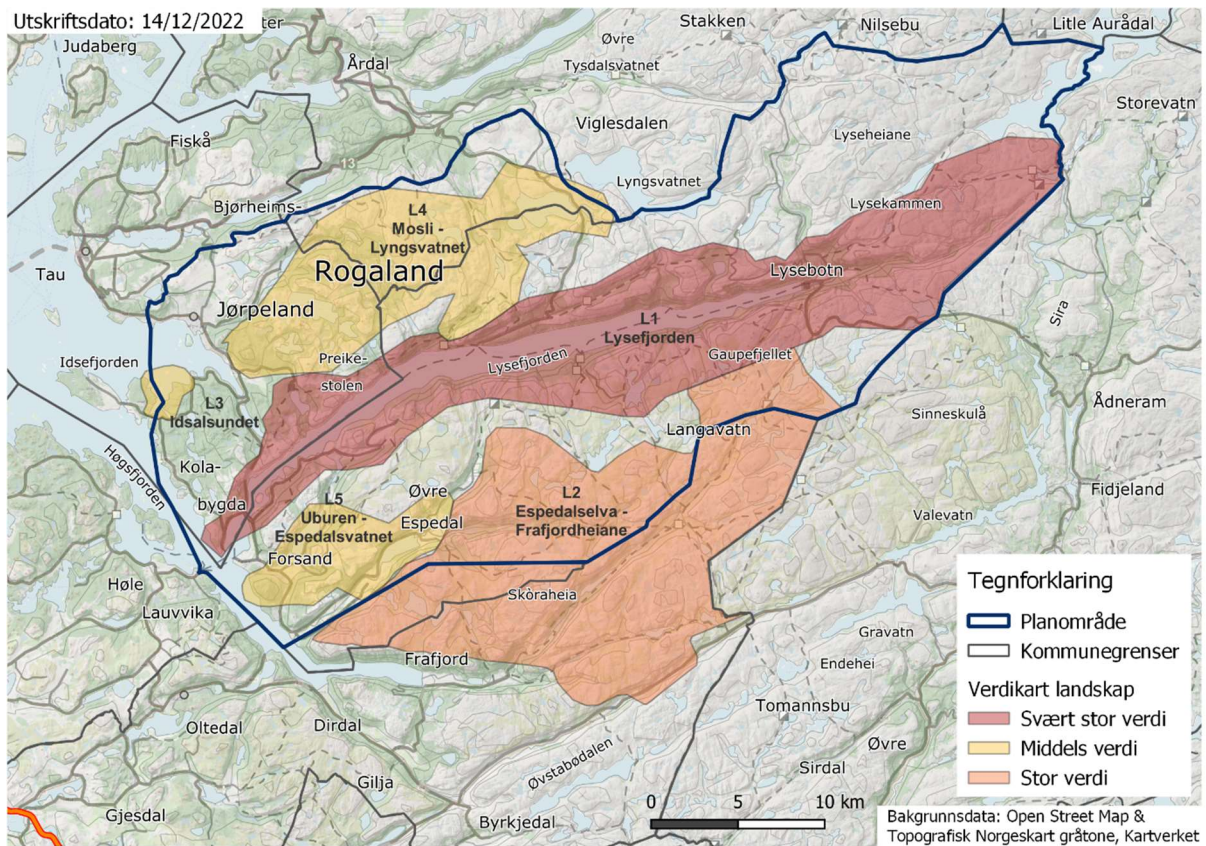 Utskriftsdato: 14/12/2022
Stakken
Nilsebu
Litle Aurådal
Judaberg
ter
Øvre
Årdal
Tysdalsvatnet
Storevatn
Fiskå
Viglesdalen
Lyseheiane
13
Lyngsvatnet
Bjørheims-
L4
Mosli -
Lyngsvatnet
Lysekammen
Tau
Rogaland
Lysebotn
Jørpeland
Sira
L1
Lysefjorden
Idsefjorden
Preike-
stolen
Lysefjorden
Gaupefjellet
L3
Idsalsundet
Ådneram
Sinneskulå
Langavatn
Høgsfjorden
Kola-
bygda
Øvre
Espedal
L5
Uburen -
Espedalsvatnet
L2
Espedalselva -
Frafjordheiane
Fidjeland
Valevatn
Forsand
Høle
Lauvvika
Skòraheia
Frafjord
Gravatn
Endehei
Oltedal
Dirdal
Tomannsbu
Øvstabødalen
Øvre
Sirdal
Gilja
Gjesdal
Byrkjedal
Tegnforklaring
Planområde
Kommunegrenser
Verdikart landskap
Svært stor verdi
Middels verdi
Stor verdi
0 5 10 km
Bakgrunnsdata: Open Street Map &
Topografisk Norgeskart gråtone, Kartverket